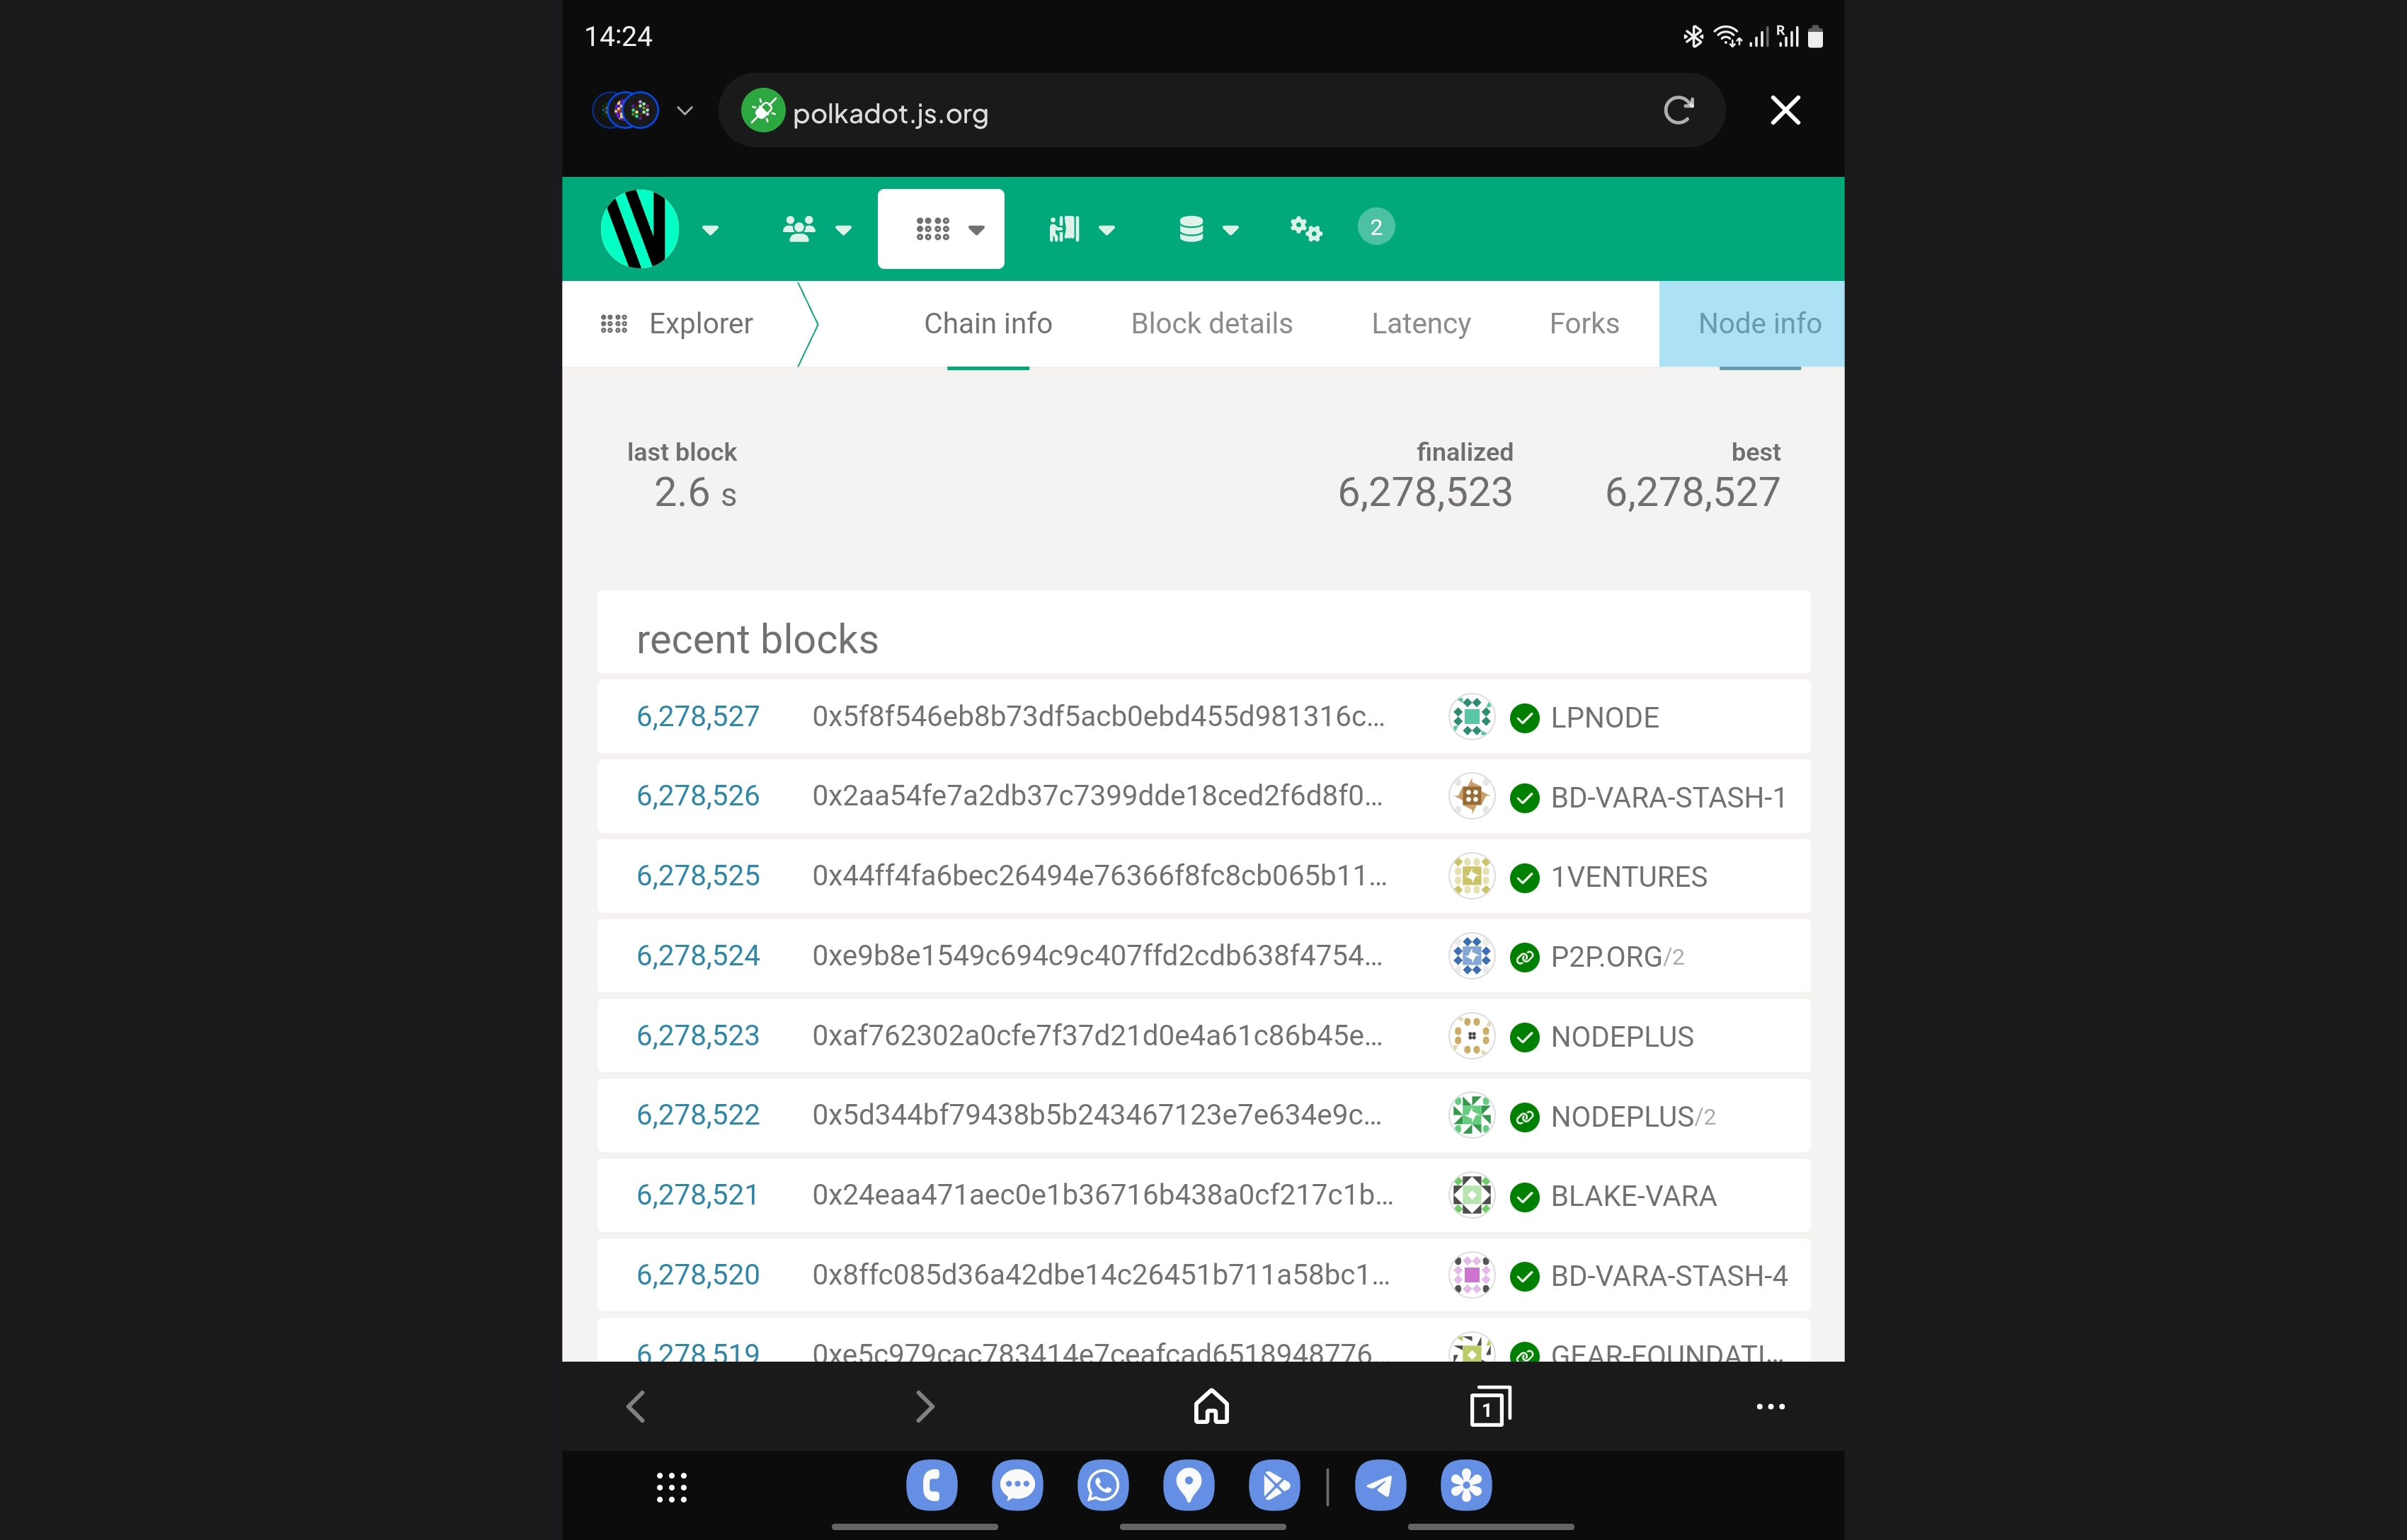 14:24
R
polkadot.js.org
2
Explorer Chain info Block details Latency Forks Node info
last block finalized best
2.6 s 6,278,523 6,278,527
recent blocks
6,278,527 0x5f8f546eb8b73df5acb0ebd455d981316c... LPNODE
6,278,526 0x2aa54fe7a2db37c7399dde18ced2f6d8f0... BD-VARA-STASH-1
6,278,525 0x44ff4fa6bec26494e76366f8fc8cb065b11... 1VENTURES
6,278,524 0xe9b8e1549c694c9c407ffd2cdb638f4754... P2P.ORG/2
6,278,523 0xaf762302a0cfe7f37d21d0e4a61c86b45e... NODEPLUS
6,278,522 0x5d344bf79438b5b243467123e7e634e9c... NODEPLUS/2
6,278,521 0x24eaa471aec0e1b36716b438a0cf217c1b... BLAKE-VARA
6,278,520 0x8ffc085d36a42dbe14c26451b711a58bc1... BD-VARA-STASH-4
6,278,519 0xe5c979cac783414e7ceafcad6518948776... GEAR-FOUNDATI...
1